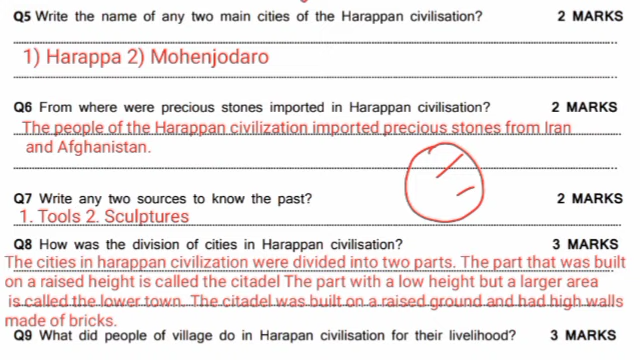 Q5 Write the name of any two main cities of the Harappan civilisation? 2 MARKS
1) Harappa 2) Mohenjodaro
Q6 From where were precious stones imported in Harappan civilisation? 2 MARKS
The people of the Harappan civilization imported precious stones from Iran
and Afghanistan.
Q7 Write any two sources to know the past? 2 MARKS
1. Tools 2. Sculptures
Q8 How was the division of cities in Harappan civilisation? 3 MARKS
The cities in harappan civilization were divided into two parts. The part that was built
on a raised height is called the citadel The part with a low height but a larger area
is called the lower town. The citadel was built on a raised ground and had high walls
made of bricks.
Q9 What did people of village do in Harapan civilisation for their livelihood? 3 MARKS